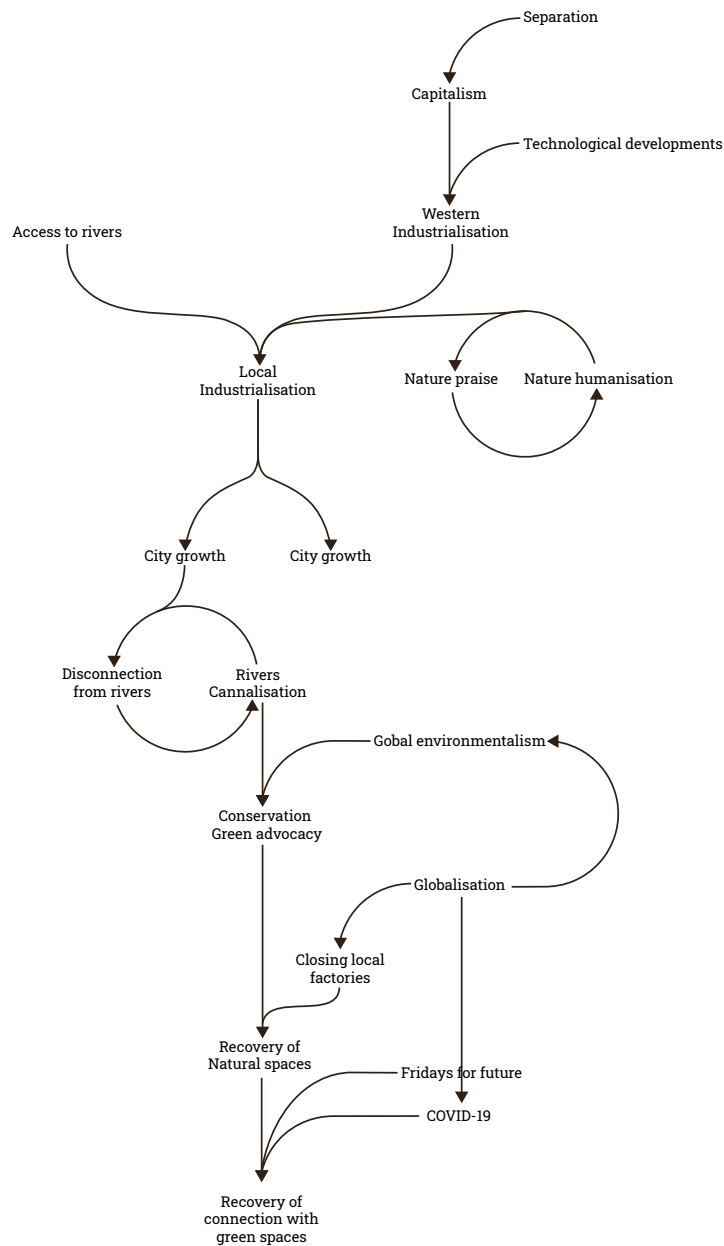 Separation
Capitalism
Technological developments
Western
Industrialisation
Access to rivers
Local
Industrialisation
Nature praise
Nature humanisation
City growth
City growth
Disconnection
from rivers
Rivers
Cannalisation
Gobal environmentalism
Conservation
Green advocacy
Globalisation
Closing local
factories
Recovery of
Natural spaces
Fridays for future
COVID-19
Recovery of
connection with
green spaces